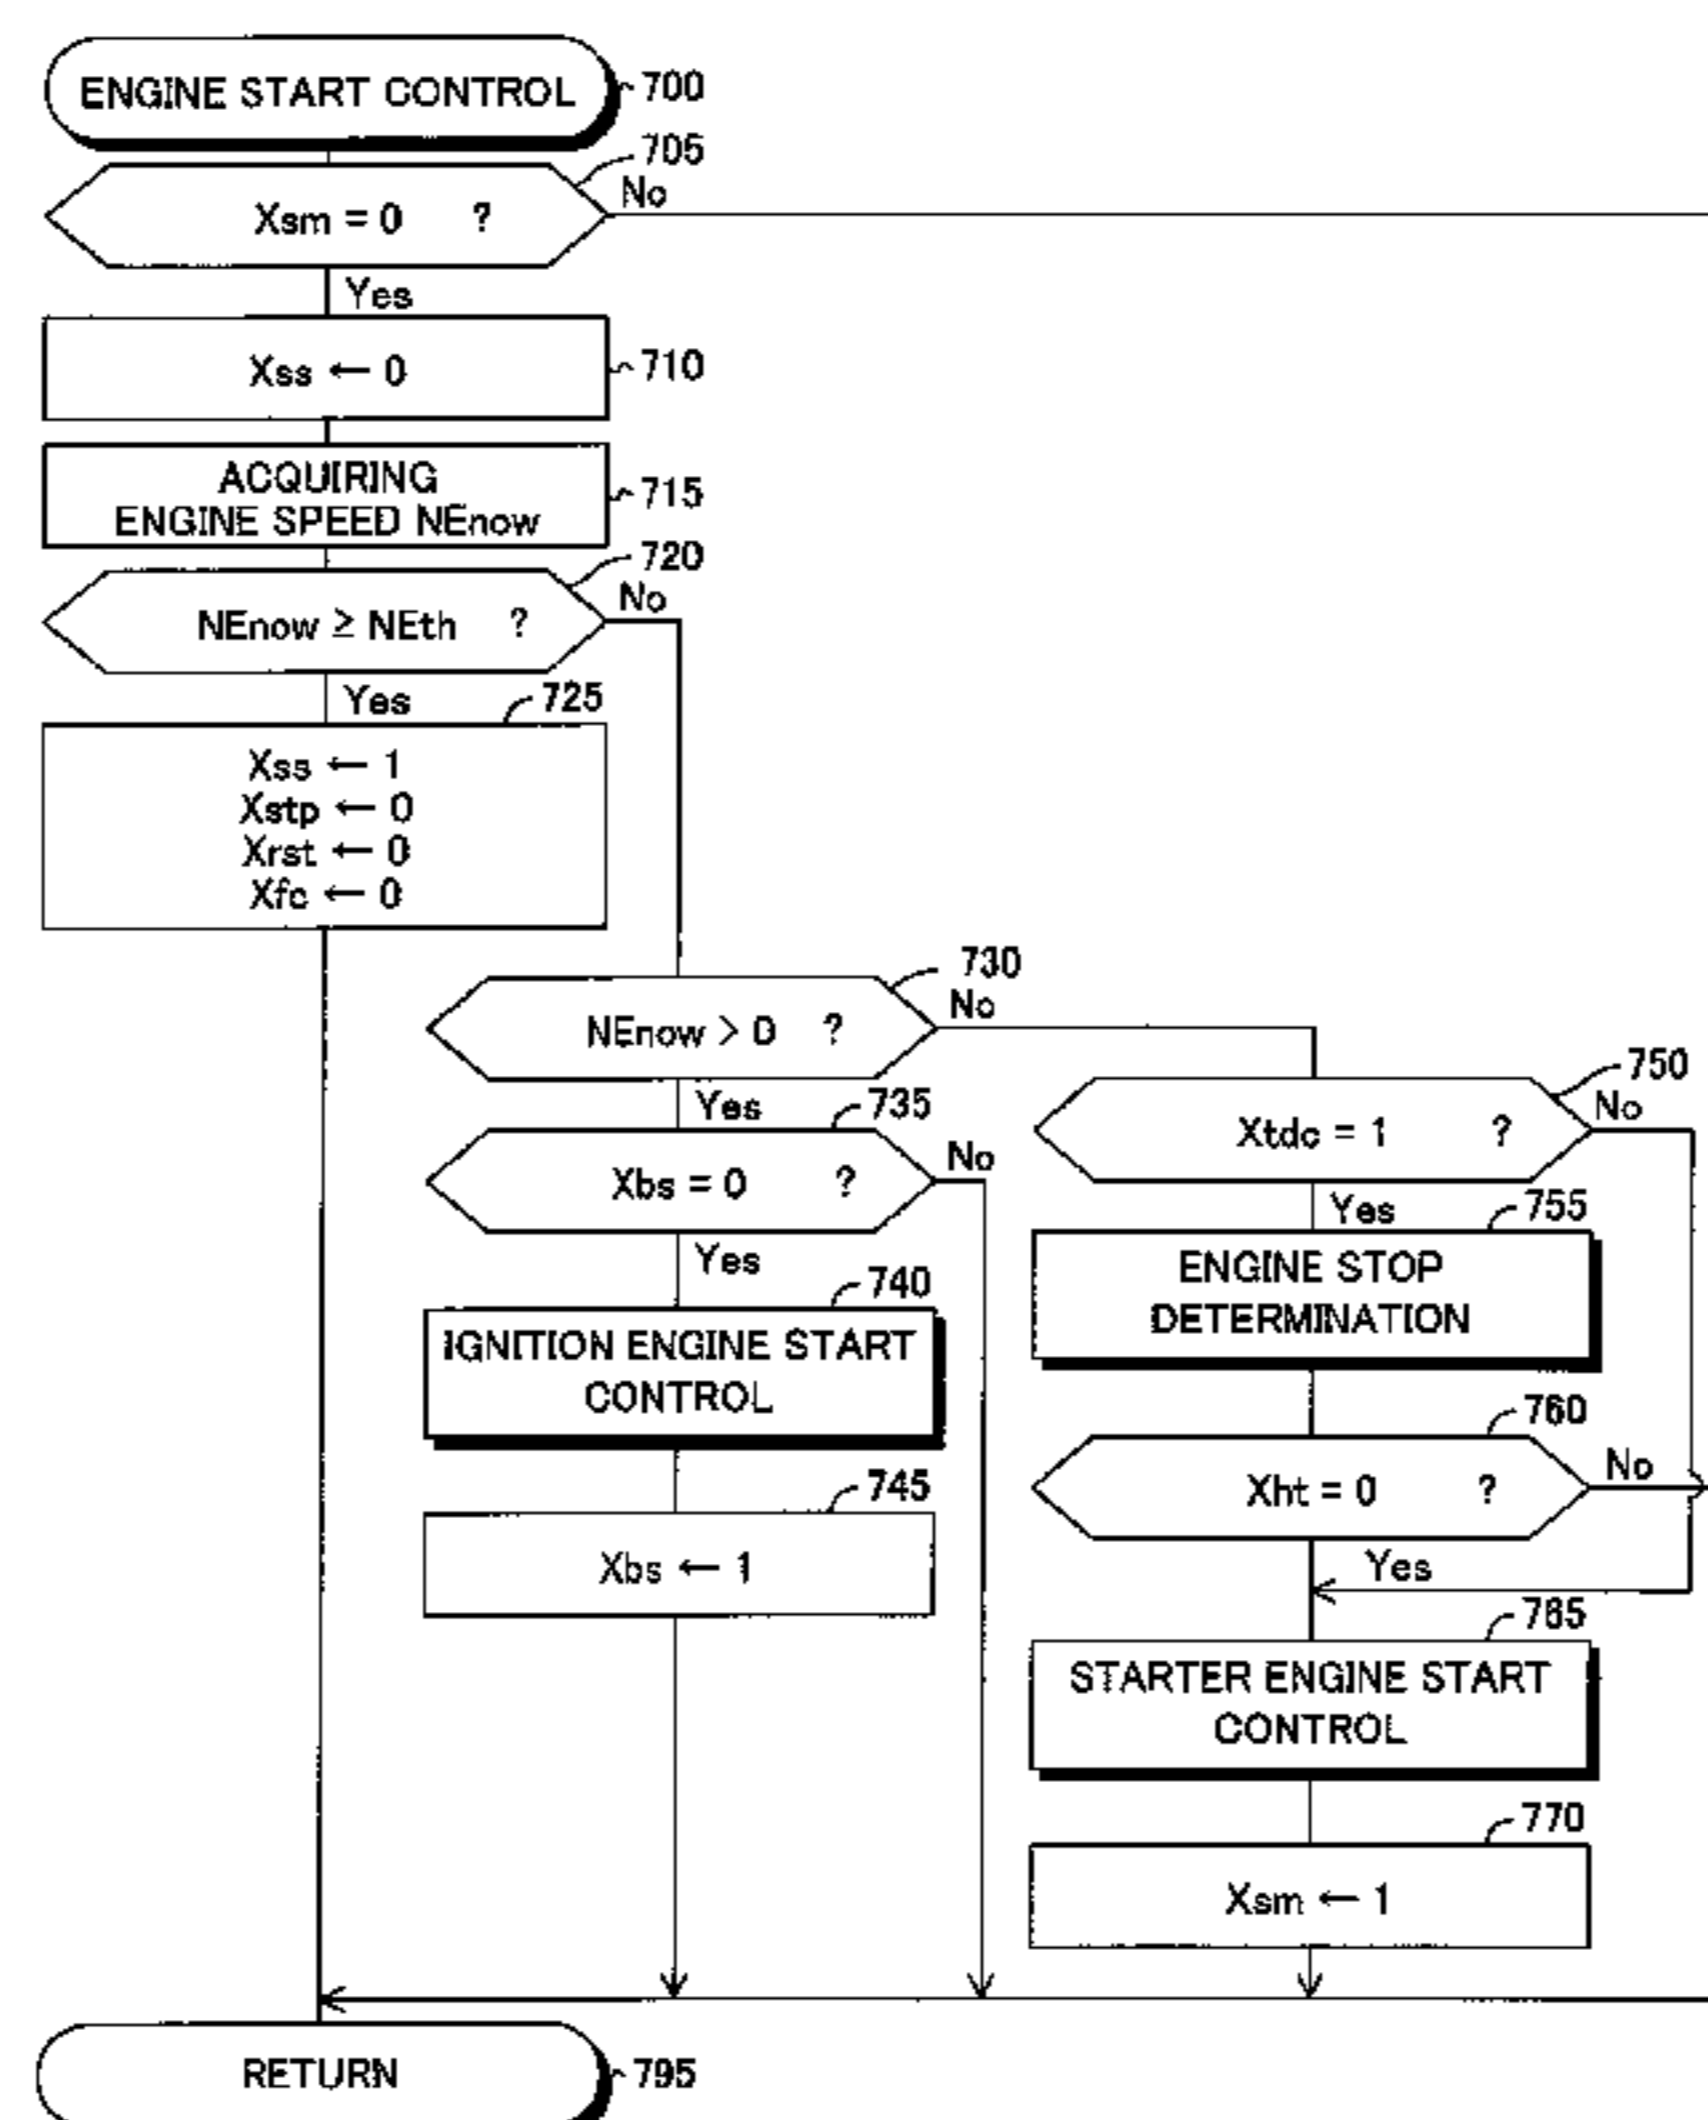 ENGINE START CONTROL
700
705
Xsm = 0 ?
No
Yes
Xss ← 0
710
ACQUIRING
ENGINE SPEED NEnow
715
720
NEnow ≥ NEth ?
No
Yes
725
Xss ← 1
Xstp ← 0
Xrst ← 0
Xfc ← 0
730
NEnow > 0 ?
No
Yes
735
Xbs = 0 ?
No
Yes
740
IGNITION ENGINE START
CONTROL
745
Xbs ← 1
750
Xtdc = 1 ?
No
Yes
755
ENGINE STOP
DETERMINATION
760
Xht = 0 ?
No
Yes
765
STARTER ENGINE START
CONTROL
770
Xsm ← 1
RETURN
795